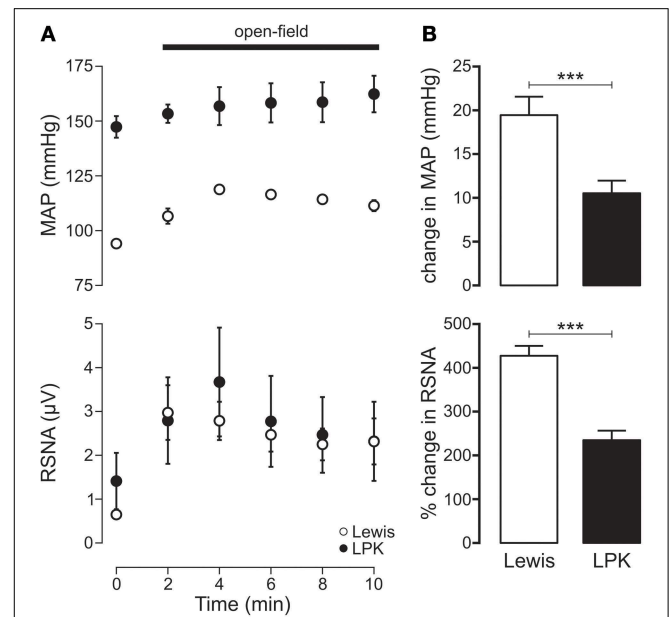 A
open-field
MAP (mmHg)
175
150
125
100
75
RSNA (µV)
5
4
3
2
1
0
Lewis
LPK
0 2 4 6 8 10
Time (min)
B
change in MAP (mmHg)
25
20
15
10
5
0
***
% change in RSNA
500
400
300
200
100
0
***
Lewis LPK